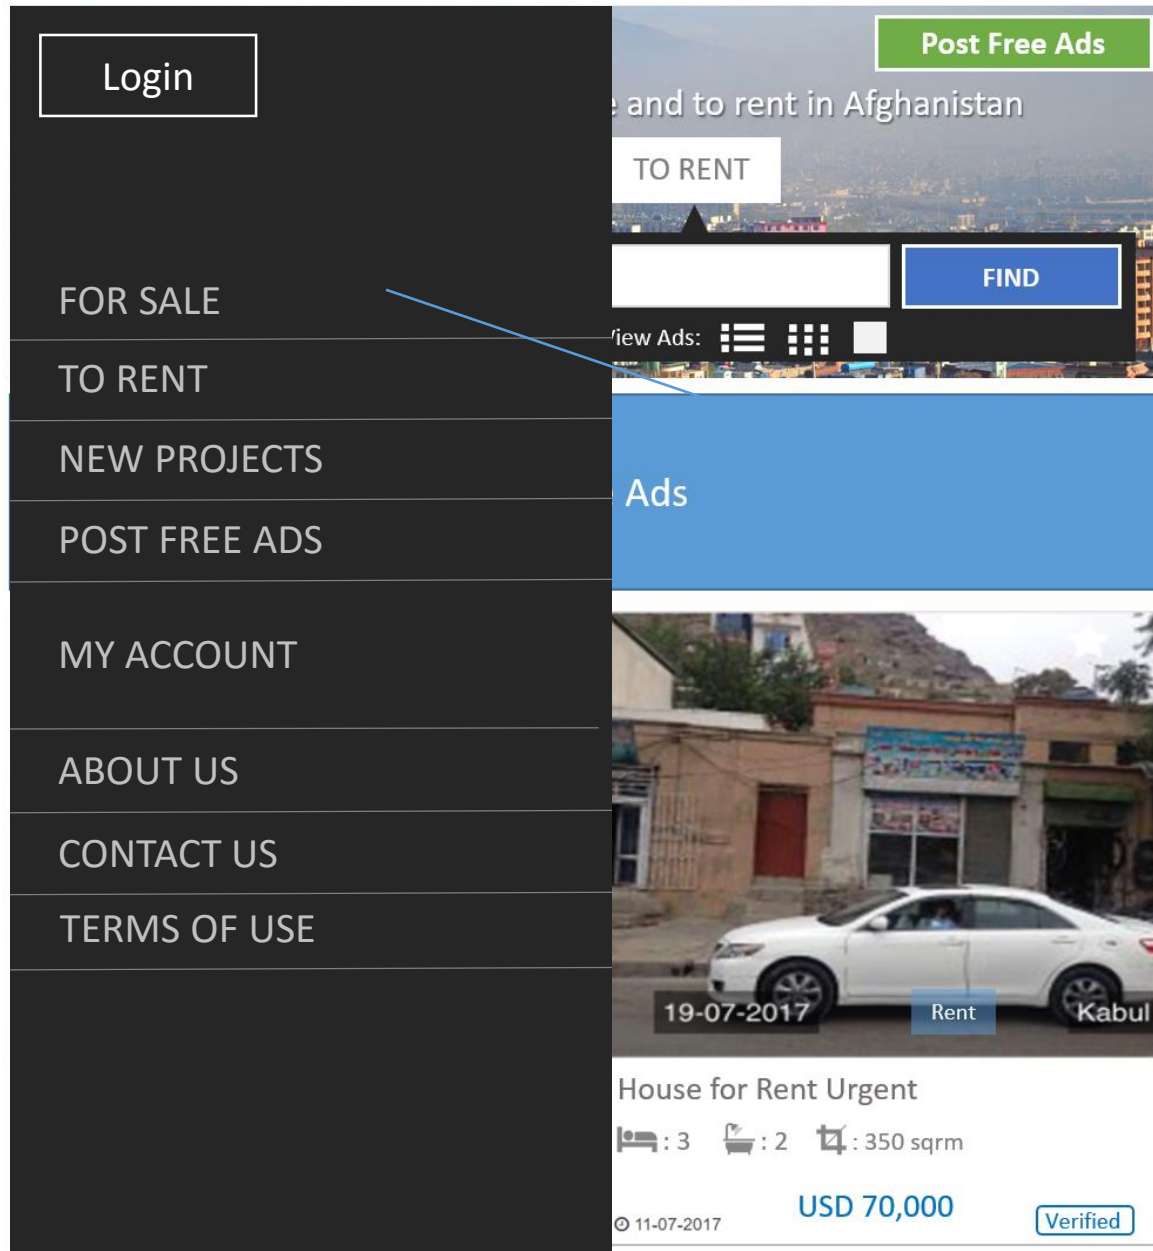 Login
FOR SALE
TO RENT
NEW PROJECTS
POST FREE ADS
MY ACCOUNT
ABOUT US
CONTACT US
TERMS OF USE
Post Free Ads
and to rent in Afghanistan
TO RENT
FIND
View Ads:
Ads
19-07-2017 Rent Kabul
House for Rent Urgent
: 3 : 2 : 350 sqrm
USD 70,000
11-07-2017 Verified